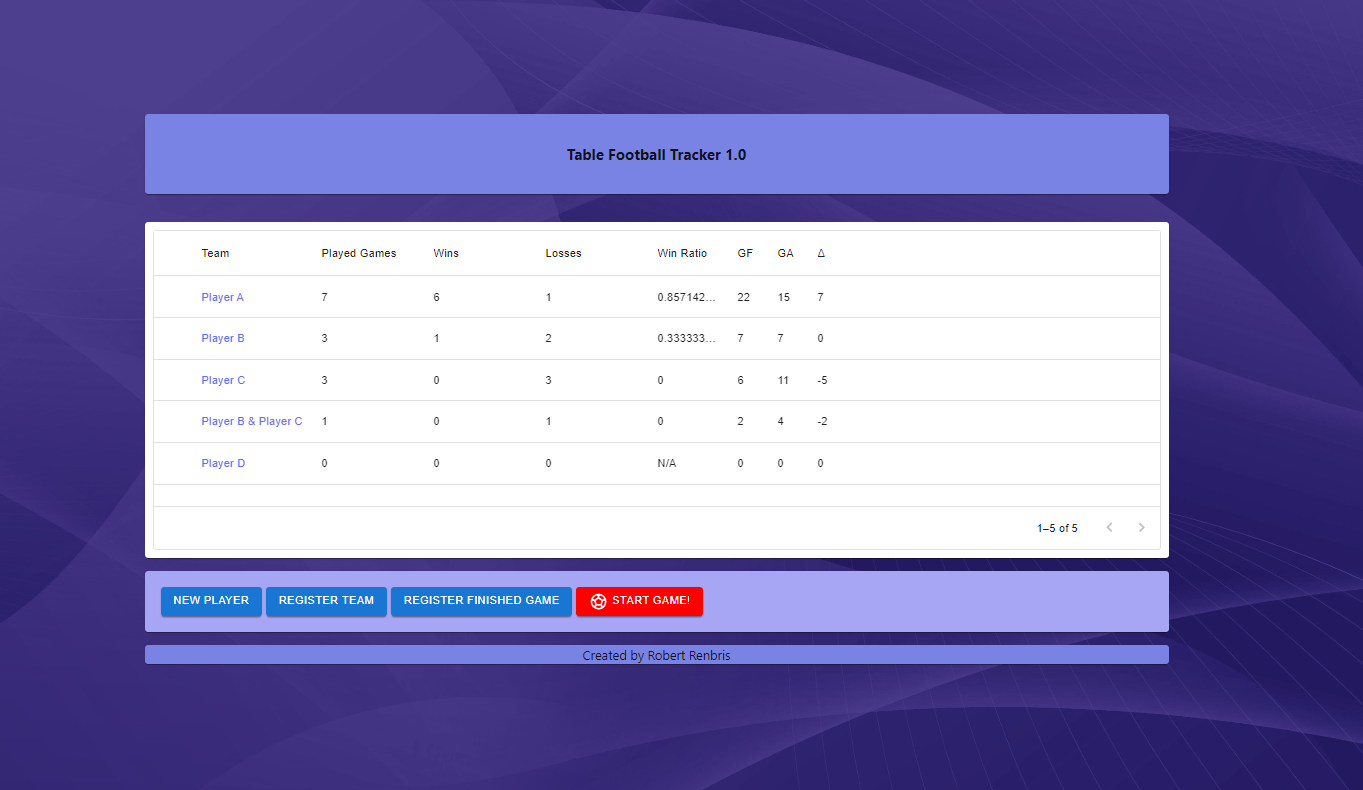 Table Football Tracker 1.0
Team Played Games Wins Losses Win Ratio GF GA Δ
Player A 7 6 1 0.857142... 22 15 7
Player B 3 1 2 0.333333... 7 7 0
Player C 3 0 3 0 6 11 -5
Player B & Player C 1 0 1 0 2 4 -2
Player D 0 0 0 N/A 0 0 0
1–5 of 5
NEW PLAYER REGISTER TEAM REGISTER FINISHED GAME START GAME!
Created by Robert Renbris